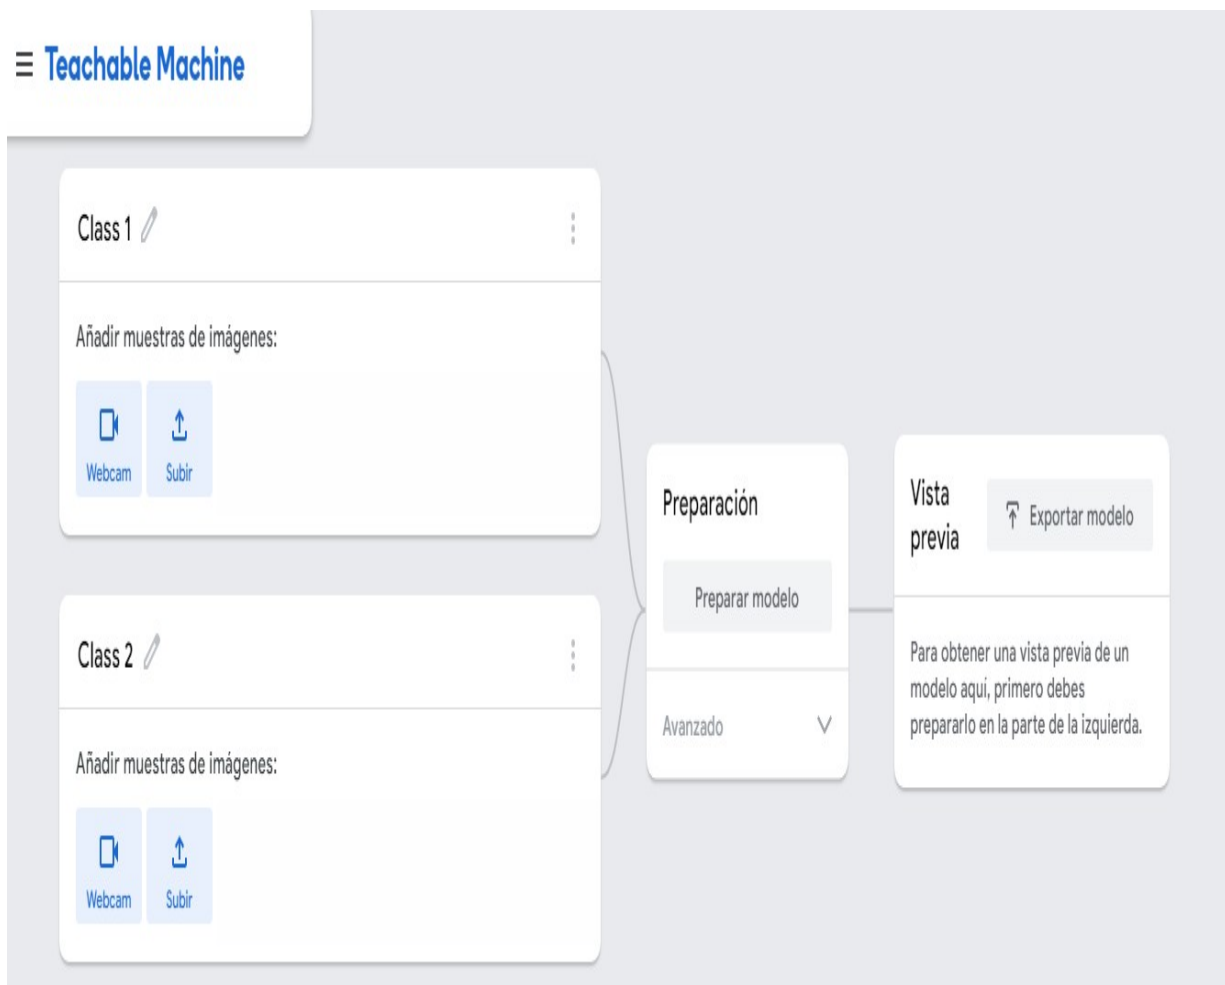 Teachable Machine
Class 1
Añadir muestras de imágenes:
Webcam
Subir
Class 2
Añadir muestras de imágenes:
Webcam
Subir
Preparación
Preparar modelo
Avanzado
Vista
previa
Exportar modelo
Para obtener una vista previa de un
modelo aquí, primero debes
prepararlo en la parte de la izquierda.